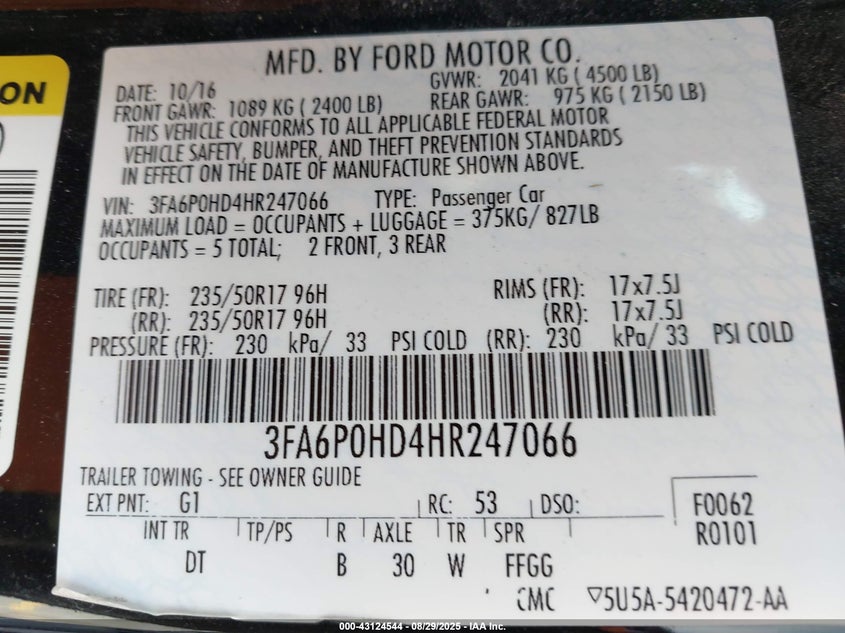 ON
MFD. BY FORD MOTOR CO.
DATE: 10/16 GVWR: 2041 KG ( 4500 LB)
FRONT GAWR: 1089 KG ( 2400 LB) REAR GAWR: 975 KG ( 2150 LB)
THIS VEHICLE CONFORMS TO ALL APPLICABLE FEDERAL MOTOR
VEHICLE SAFETY, BUMPER, AND THEFT PREVENTION STANDARDS
IN EFFECT ON THE DATE OF MANUFACTURE SHOWN ABOVE.
VIN: 3FA6P0HD4HR247066 TYPE: Passenger Car
MAXIMUM LOAD = OCCUPANTS + LUGGAGE = 375KG/ 827LB
OCCUPANTS = 5 TOTAL; 2 FRONT, 3 REAR
TIRE (FR): 235/50R17 96H RIMS (FR): 17x7.5J
(RR): 235/50R17 96H (RR): 17x7.5J
PRESSURE (FR): 230 kPa/ 33 PSI COLD (RR): 230 kPa/ 33 PSI COLD
3FA6P0HD4HR247066
TRAILER TOWING - SEE OWNER GUIDE
EXT PNT: G1 RC: 53 DSO: F0062
INT TR TP/PS R AXLE TR SPR R0101
DT B 30 W FFGG
CMC ▽5U5A-5420472-AA
000-43124544 - 08/29/2025 - IAA Inc.